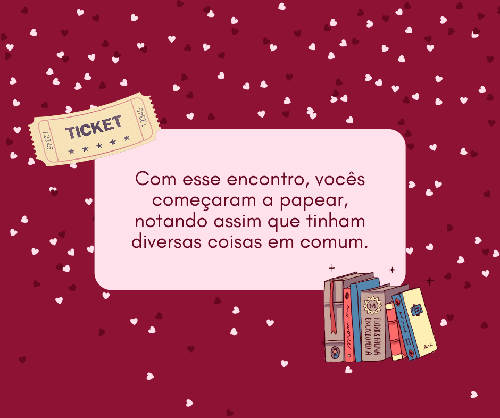 TICKET
Com esse encontro, vocês
começaram a papear,
notando assim que tinham
diversas coisas em comum.